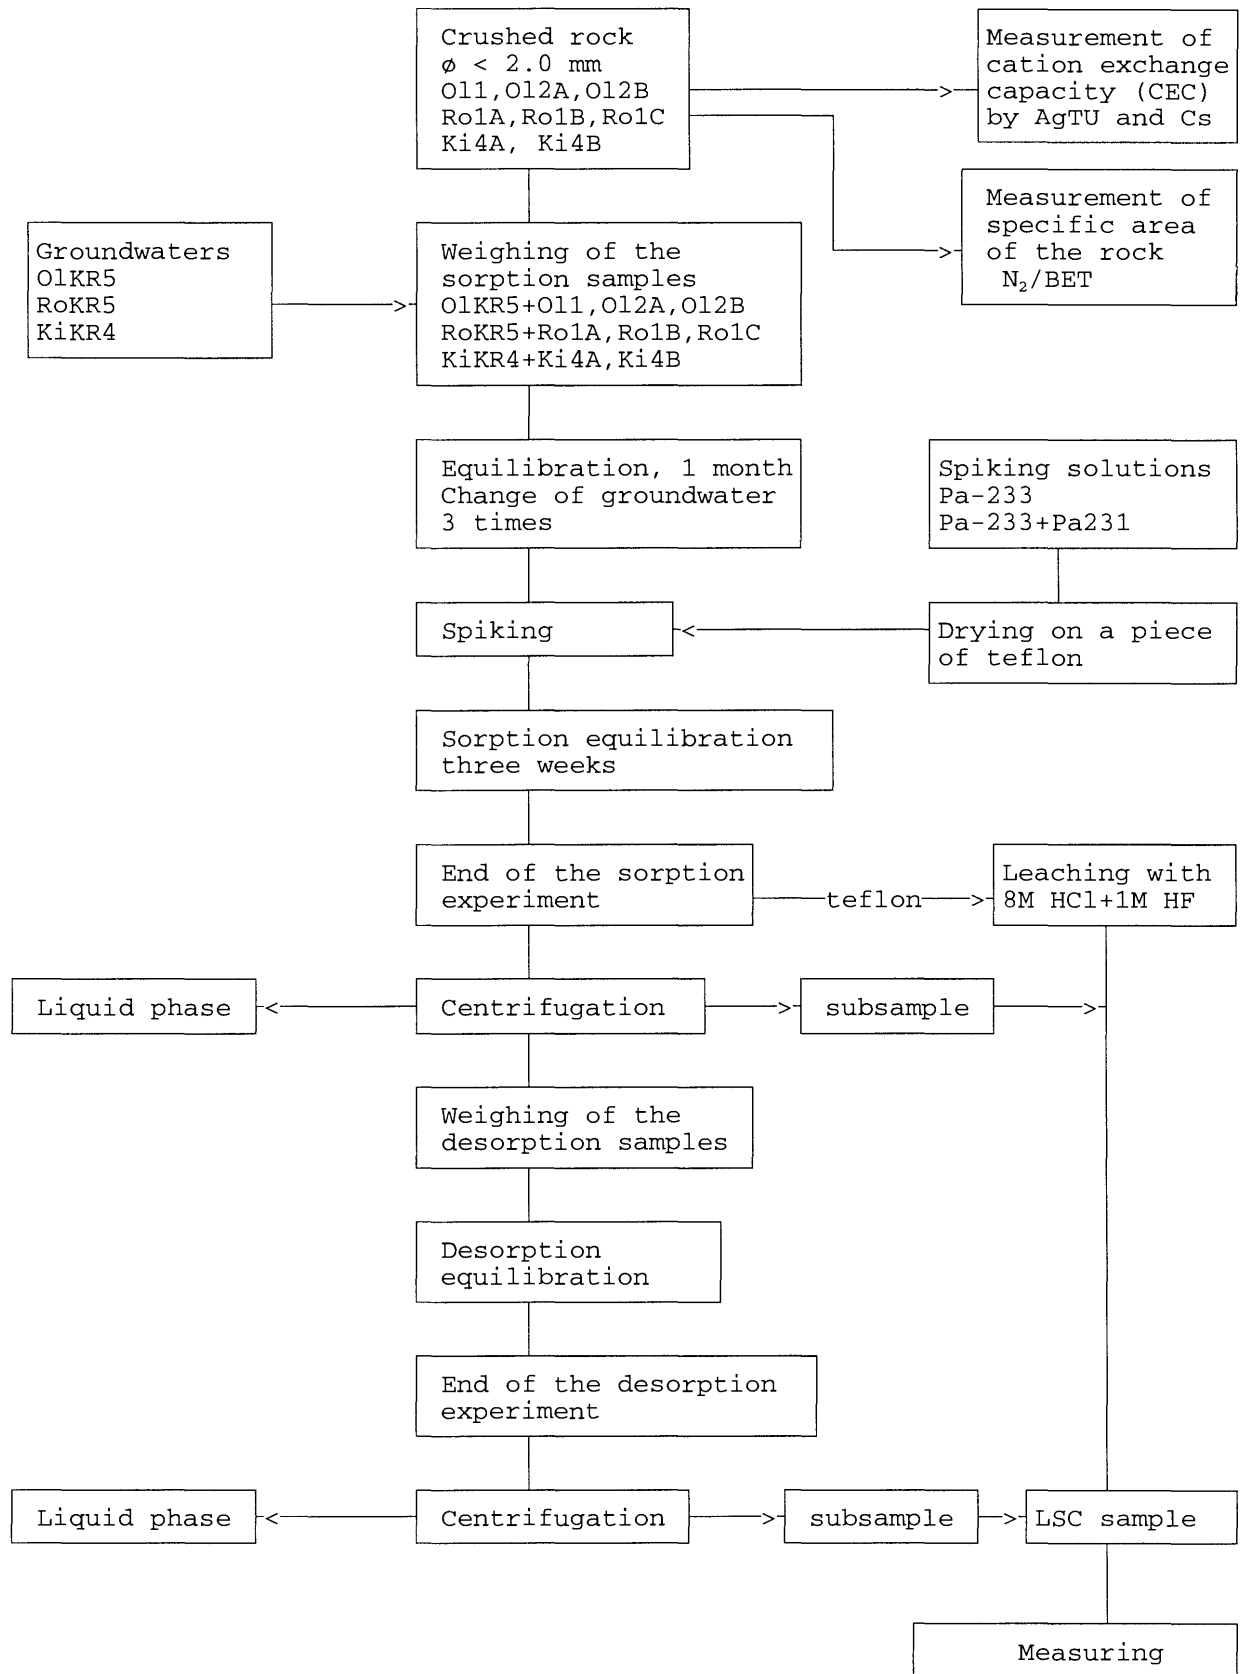 Crushed rock
ø < 2.0 mm
Ol1,Ol2A,Ol2B
Ro1A,Ro1B,Ro1C
Ki4A, Ki4B
Measurement of
cation exchange
capacity (CEC)
by AgTU and Cs
Measurement of
specific area
of the rock
N₂/BET
Groundwaters
OlKR5
RoKR5
KiKR4
Weighing of the
sorption samples
OlKR5+Ol1,Ol2A,Ol2B
RoKR5+Ro1A,Ro1B,Ro1C
KiKR4+Ki4A,Ki4B
Equilibration, 1 month
Change of groundwater
3 times
Spiking solutions
Pa-233
Pa-233+Pa231
Spiking
Drying on a piece
of teflon
Sorption equilibration
three weeks
End of the sorption
experiment
teflon
Leaching with
8M HCl+1M HF
Liquid phase
Centrifugation
subsample
Weighing of the
desorption samples
Desorption
equilibration
End of the desorption
experiment
Liquid phase
Centrifugation
subsample
LSC sample
Measuring